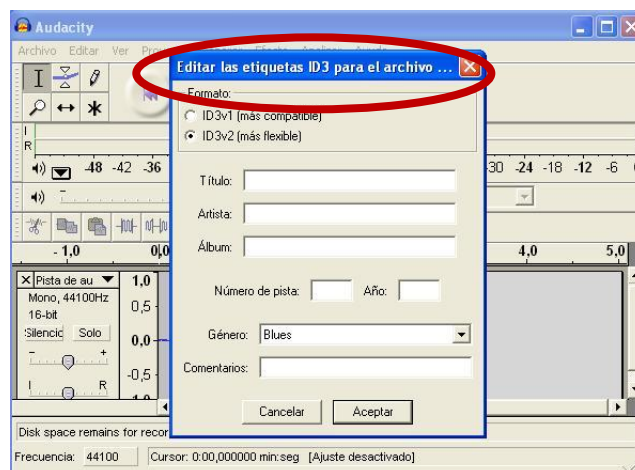 Audacity
Archivo Editar Ver
Editar las etiquetas ID3 para el archivo ...
Formato:
ID3v1 (más compatible)
ID3v2 (más flexible)
I
R
-48 -42 -36
-30 -24 -18 -12 -6
Título:
Artista:
Álbum:
- 1,0
0,0
4,0
5,0
Pista de au
1,0
Mono, 44100Hz
16-bit
0,5
Silencic
Solo
0,0
- +
-0,5
I
R
Número de pista:
Año:
Género:
Blues
Comentarios:
Cancelar
Aceptar
Disk space remains for recor
Frecuencia: 44100
Cursor: 0:00,000000 min:seg [Ajuste desactivado]